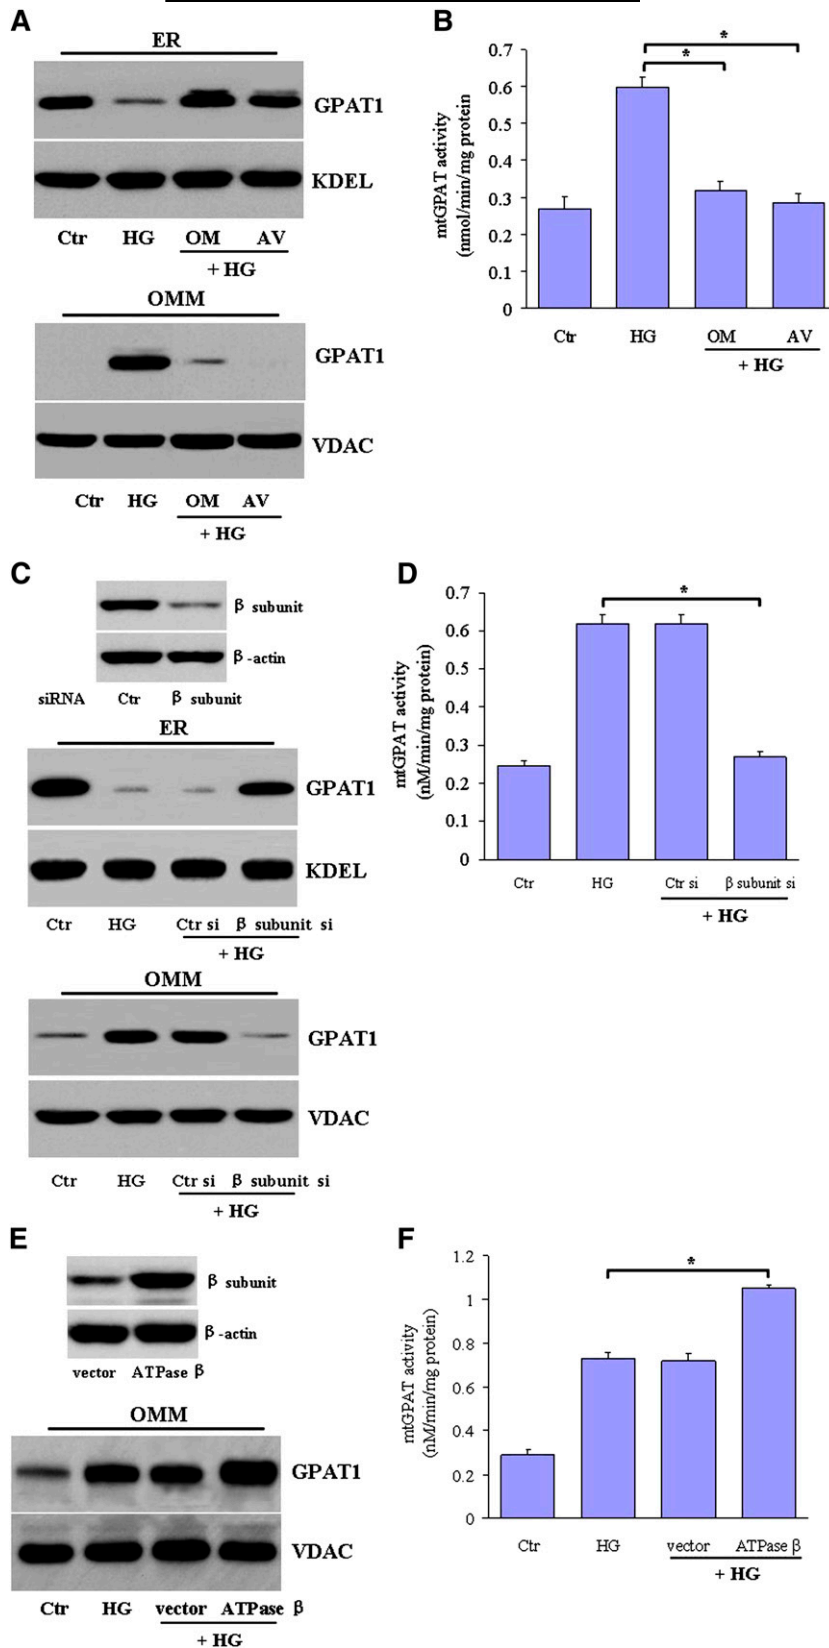 A
ER
GPAT1
KDEL
Ctr HG OM AV
+ HG
OMM
GPAT1
VDAC
Ctr HG OM AV
+ HG
B
mtGPAT activity
(nmol/min/mg protein
0.7
0.6
0.5
0.4
0.3
0.2
0.1
0
*
*
Ctr HG OM AV
+ HG
C
β subunit
β-actin
siRNA Ctr β subunit
ER
GPAT1
KDEL
Ctr HG Ctr si β subunit si
+ HG
OMM
GPAT1
VDAC
Ctr HG Ctr si β subunit si
+ HG
D
mtGPAT activity
(nM/min/mg protein)
0.7
0.6
0.5
0.4
0.3
0.2
0.1
0
*
Ctr HG Ctr si β subunit si
+ HG
E
β subunit
β-actin
vector ATPase β
OMM
GPAT1
VDAC
Ctr HG vector ATPase β
+ HG
F
mtGPAT activity
(nM/min/mg protein)
1.2
1
0.8
0.6
0.4
0.2
0
*
Ctr HG vector ATPase β
+ HG